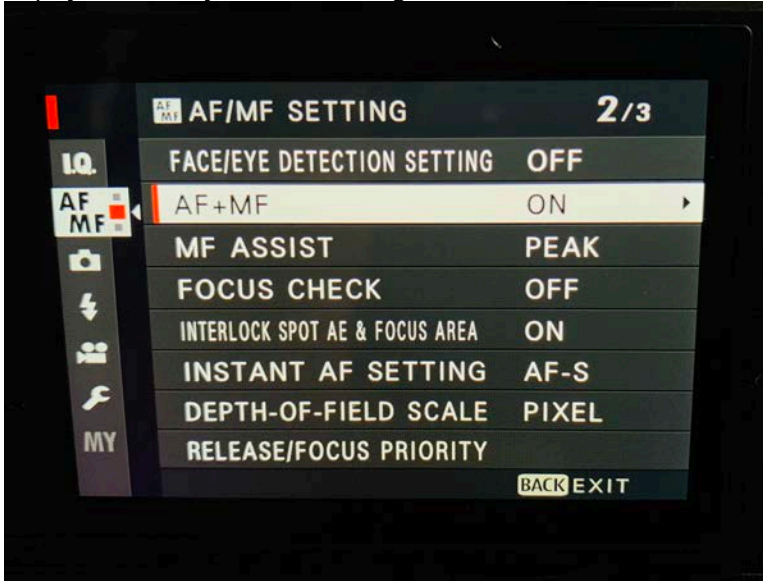 AF MF AF/MF SETTING 2/3
I.Q. FACE/EYE DETECTION SETTING OFF
AF MF AF+MF ON
MF ASSIST PEAK
FOCUS CHECK OFF
INTERLOCK SPOT AE & FOCUS AREA ON
INSTANT AF SETTING AF-S
DEPTH-OF-FIELD SCALE PIXEL
MY RELEASE/FOCUS PRIORITY
BACK EXIT